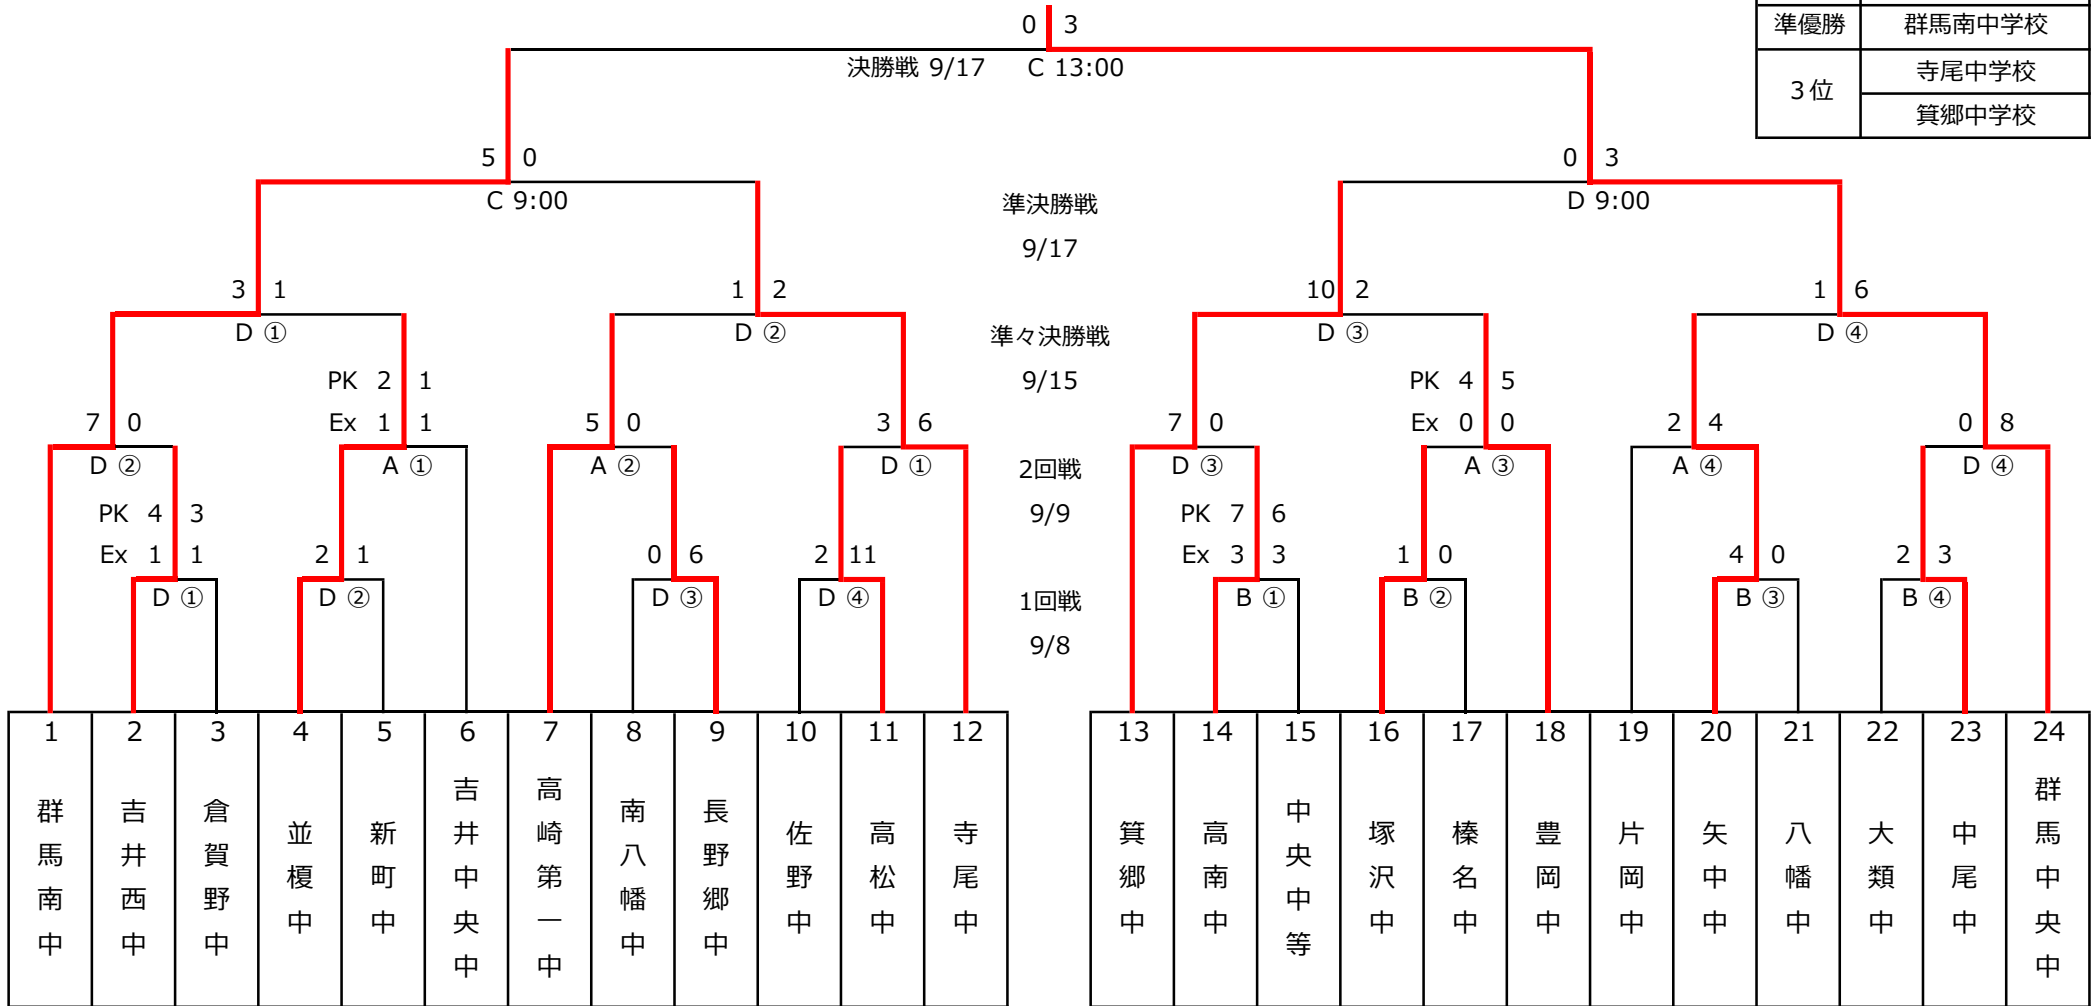 0 3
準優勝 群馬南中学校
決勝戦 9/17 C 13:00
3位
寺尾中学校
箕郷中学校
5 0
0 3
C 9:00
D 9:00
準決勝戦
9/17
3 1
1 2
10 2
1 6
D ①
D ②
D ③
D ④
準々決勝戦
9/15
PK 2 1
PK 4 5
7 0
Ex 1 1
5 0
3 6
7 0
Ex 0 0
2 4
0 8
D ②
A ①
A ②
D ①
D ③
A ③
A ④
D ④
2回戦
9/9
PK 4 3
PK 7 6
Ex 1 1
2 1
0 6
2 11
Ex 3 3
1 0
4 0
2 3
D ①
D ②
D ③
D ④
B ①
B ②
B ③
B ④
1回戦
9/8
1 2 3 4 5 6 7 8 9 10 11 12 13 14 15 16 17 18 19 20 21 22 23 24
群馬南中
吉井西中
倉賀野中
並榎中
新町中
吉井中央中
高崎第一中
南八幡中
長野郷中
佐野中
高松中
寺尾中
箕郷中
高南中
中央中等
塚沢中
榛名中
豊岡中
片岡中
矢中中
八幡中
大類中
中尾中
群馬中央中